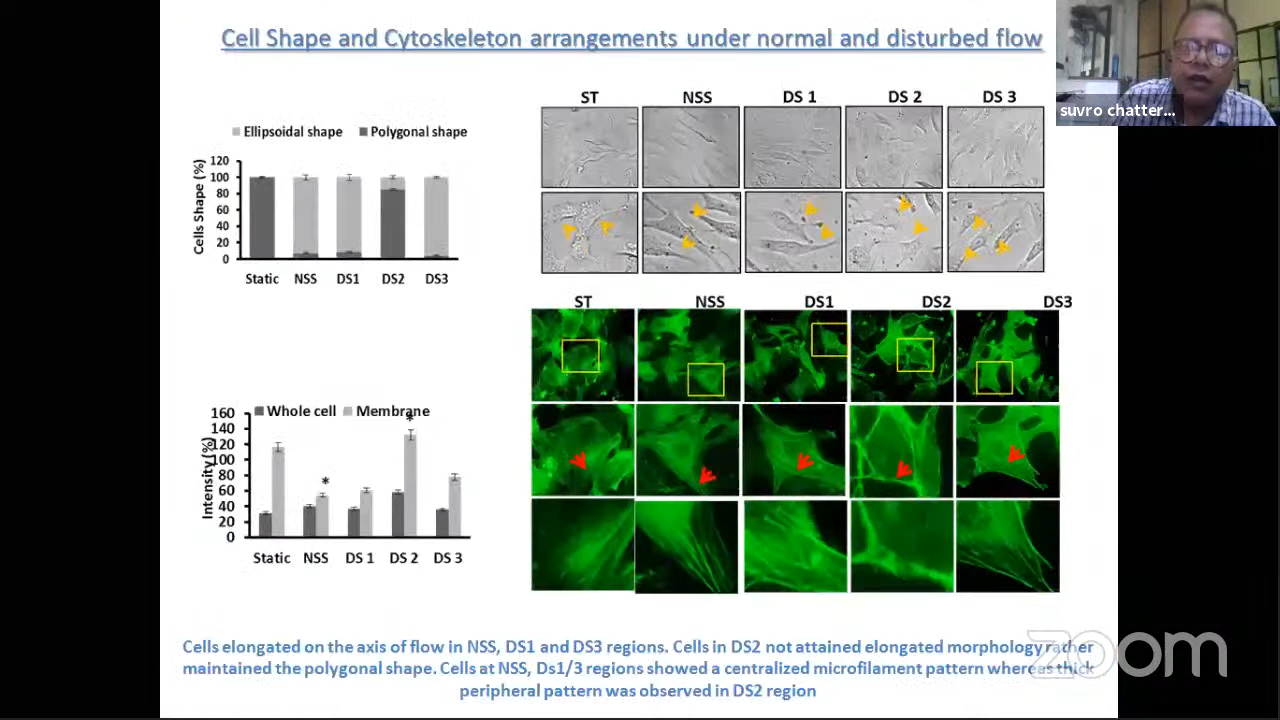 Cell Shape and Cytoskeleton arrangements under normal and disturbed flow
suvro chatter...
ST NSS DS 1 DS 2 DS 3
Ellipsoidal shape Polygonal shape
Cells Shape (%)
120
100
80
60
40
20
0
Static NSS DS1 DS2 DS3
ST NSS DS1 DS2 DS3
Whole cell Membrane
Intensity (%)
160
140
120
100
80
60
40
20
0
*
*
Static NSS DS 1 DS 2 DS 3
Cells elongated on the axis of flow in NSS, DS1 and DS3 regions. Cells in DS2 not attained elongated morphology rather
maintained the polygonal shape. Cells at NSS, Ds1/3 regions showed a centralized microfilament pattern whereas thick
peripheral pattern was observed in DS2 region
zoom